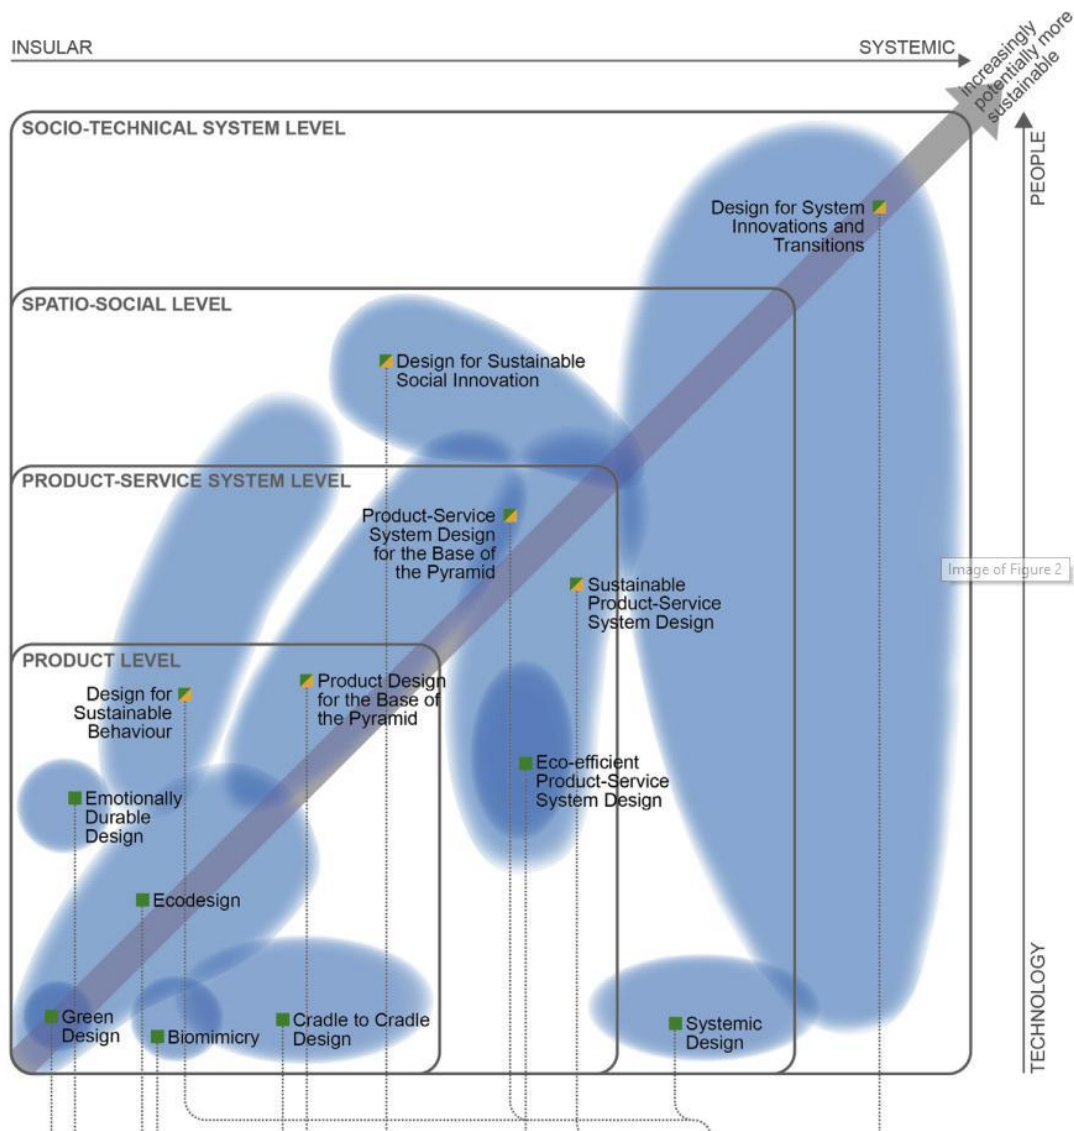 INSULAR
SYSTEMIC
increasingly
potentially more
sustainable
PEOPLE
SOCIO-TECHNICAL SYSTEM LEVEL
Design for System
Innovations and
Transitions
SPATIO-SOCIAL LEVEL
Design for Sustainable
Social Innovation
PRODUCT-SERVICE SYSTEM LEVEL
Product-Service
System Design
for the Base of
the Pyramid
Image of Figure 2
Sustainable
Product-Service
System Design
PRODUCT LEVEL
Design for
Sustainable
Behaviour
Product Design
for the Base of
the Pyramid
Eco-efficient
Product-Service
System Design
Emotionally
Durable
Design
Ecodesign
TECHNOLOGY
Green
Design
Biomimicry
Cradle to Cradle
Design
Systemic
Design